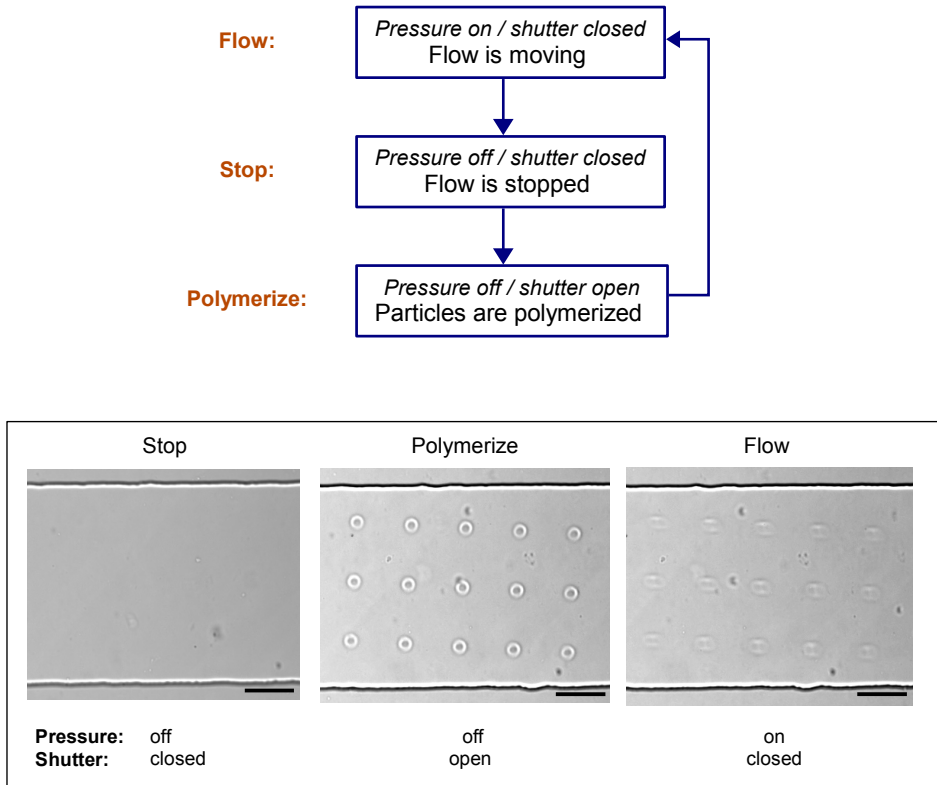 Flow:
Pressure on / shutter closed
Flow is moving
Stop:
Pressure off / shutter closed
Flow is stopped
Polymerize:
Pressure off / shutter open
Particles are polymerized
Stop
Polymerize
Flow
Pressure: off off on
Shutter: closed open closed